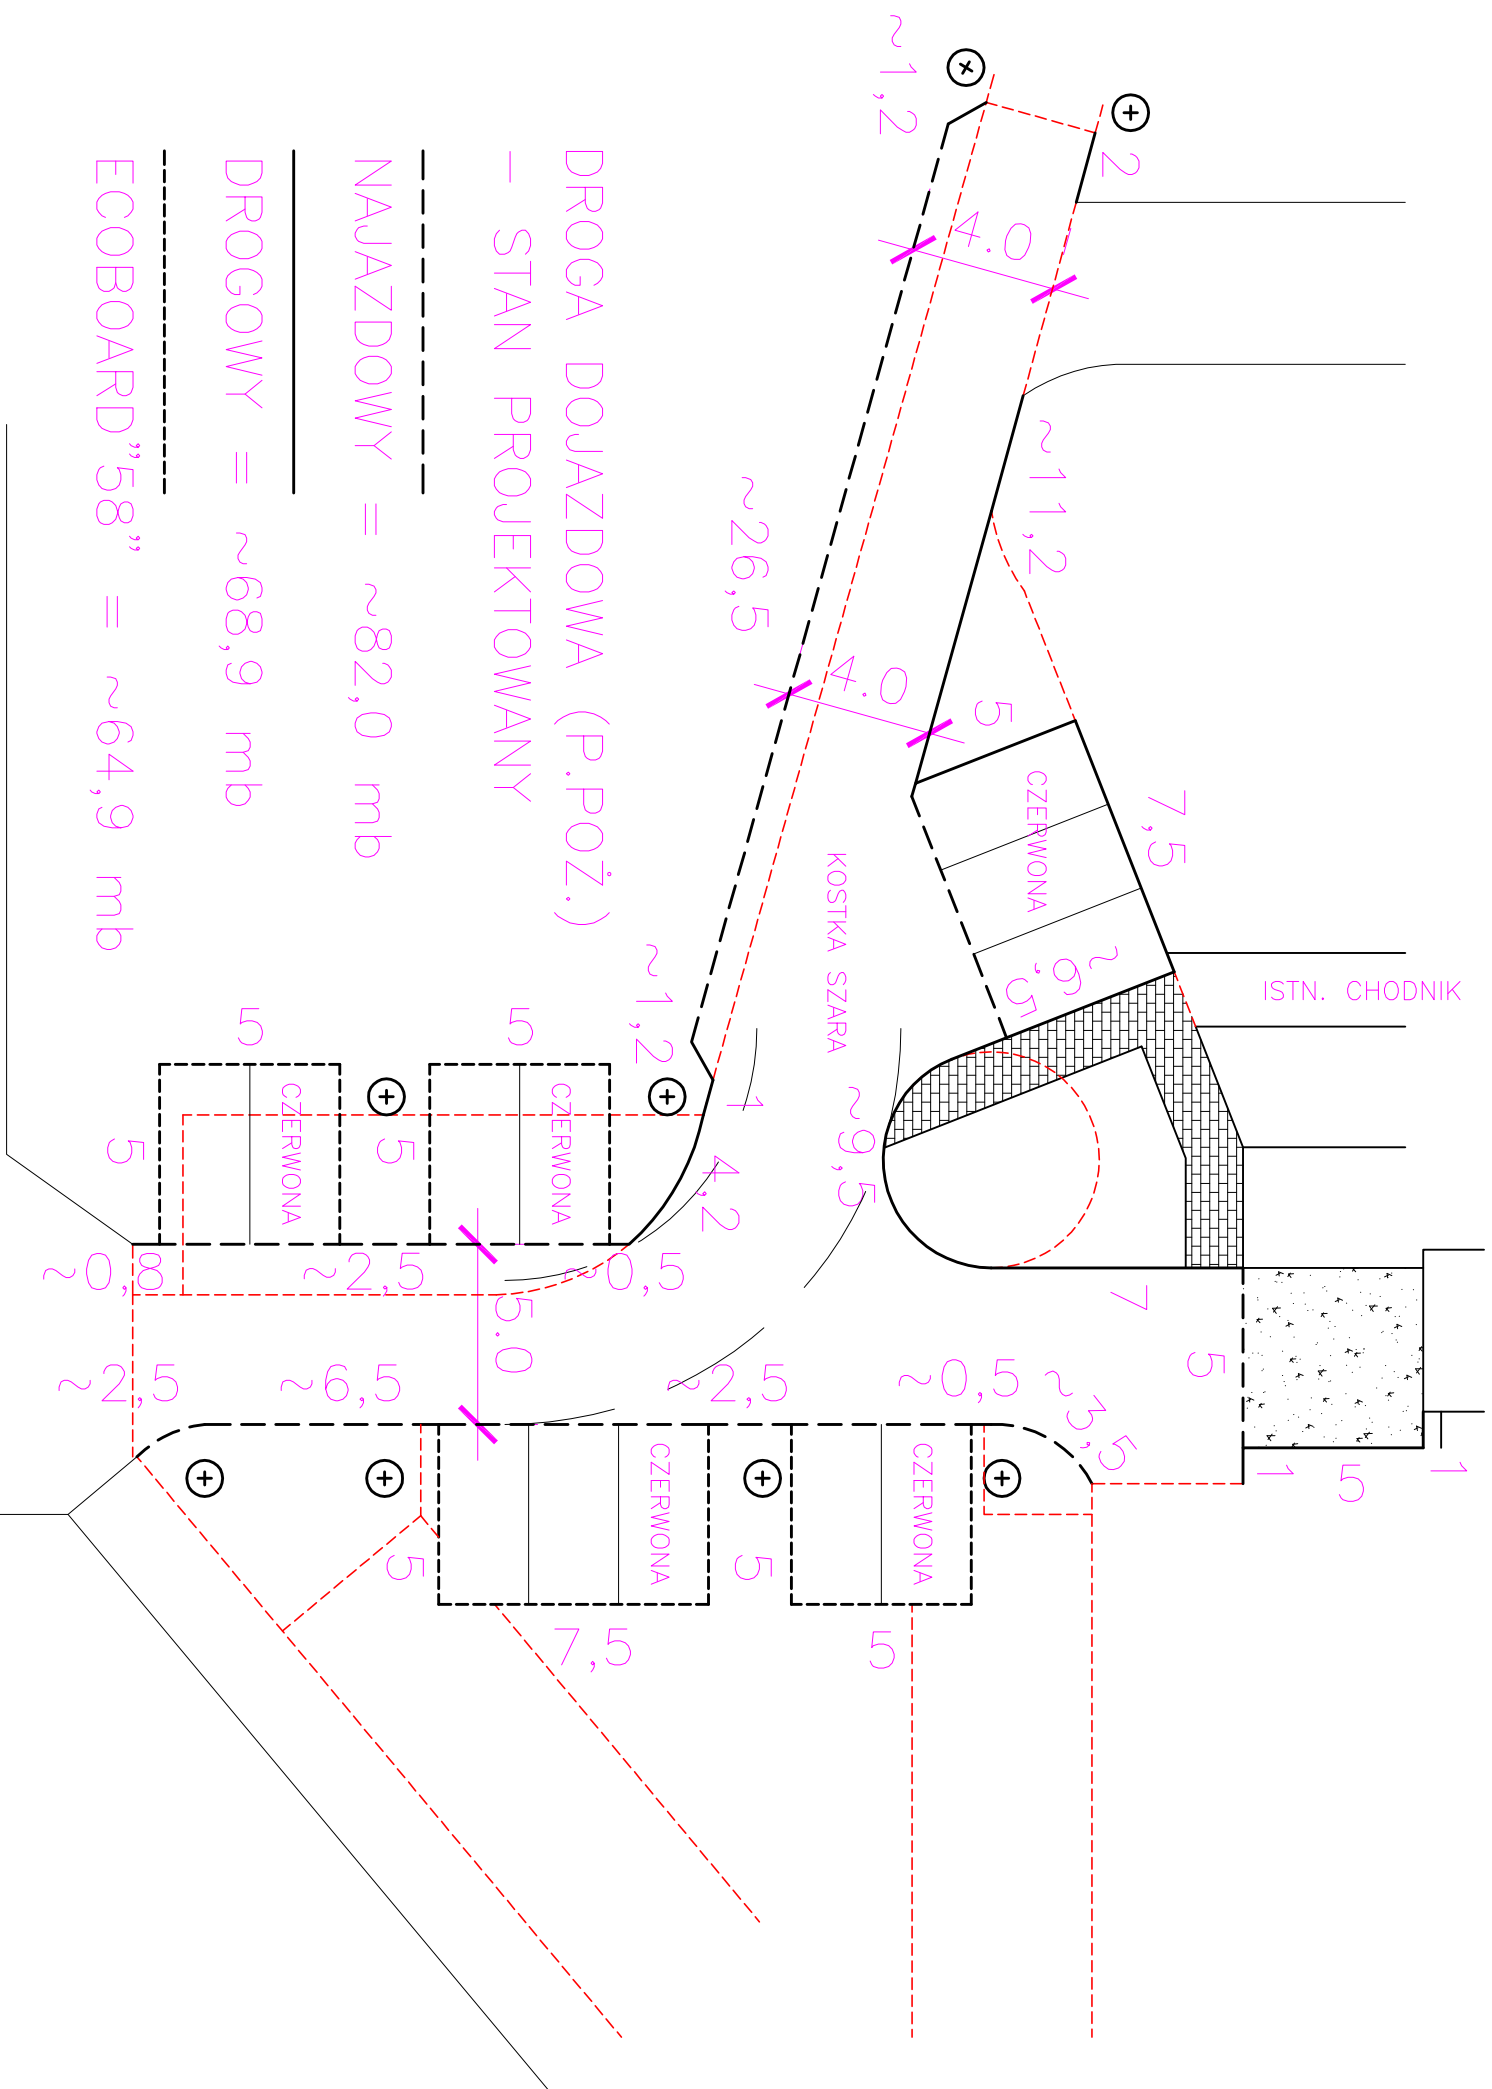 DROGA DOJAZDOWA (P.POŻ.)
– STAN PROJEKTOWANY
NAJAZDOWY = ~82,0 mb
DROGOWY = ~68,9 mb
ECOBOARD"58" = ~64,9 mb
~1,2
2
4.0
~11,2
~26,5
4.0
5
CZERWONA
7,5
~6,5
KOSTKA SZARA
ISTN. CHODNIK
~1,2
1
4,2
~9,5
5
5
CZERWONA
CZERWONA
5
5
~0,8
~2,5
~0,5
5.0
7
5
~2,5
~6,5
~2,5
~0,5
~3,5
1
5
1
CZERWONA
CZERWONA
5
5
7,5
5